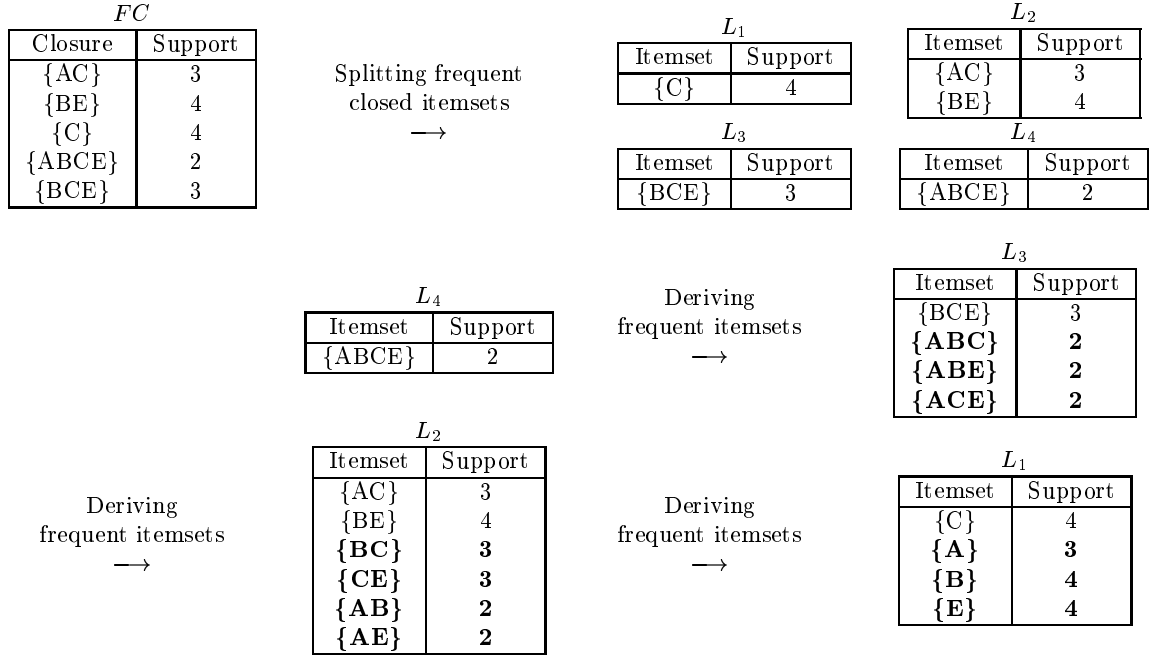 FC
Closure Support
{AC} 3
{BE} 4
{C} 4
{ABCE} 2
{BCE} 3
Splitting frequent
closed itemsets
⟶
L1
Itemset Support
{C} 4
L2
Itemset Support
{AC} 3
{BE} 4
L3
Itemset Support
{BCE} 3
L4
Itemset Support
{ABCE} 2
L4
Itemset Support
{ABCE} 2
Deriving
frequent itemsets
⟶
L3
Itemset Support
{BCE} 3
{ABC} 2
{ABE} 2
{ACE} 2
Deriving
frequent itemsets
⟶
L2
Itemset Support
{AC} 3
{BE} 4
{BC} 3
{CE} 3
{AB} 2
{AE} 2
Deriving
frequent itemsets
⟶
L1
Itemset Support
{C} 4
{A} 3
{B} 4
{E} 4